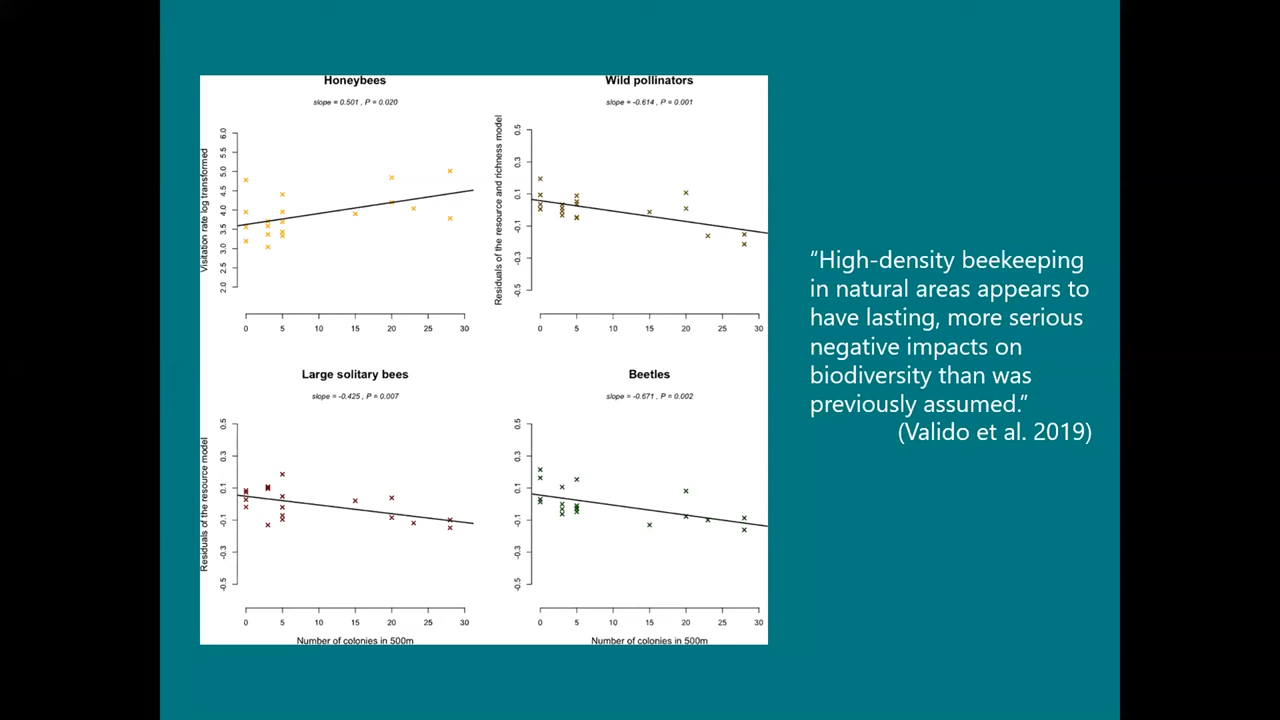 Honeybees
slope = 0.501 , P = 0.020
Visitation rate log transformed
6.0
5.5
5.0
4.5
4.0
3.5
3.0
2.5
2.0
0 5 10 15 20 25 30
Wild pollinators
slope = -0.614 , P = 0.001
Residuals of the resource and richness model
0.5
0.3
0.1
-0.1
-0.3
-0.5
0 5 10 15 20 25 30
Large solitary bees
slope = -0.425 , P = 0.007
Residuals of the resource model
0.5
0.3
0.1
-0.1
-0.3
-0.5
0 5 10 15 20 25 30
Number of colonies in 500m
Beetles
slope = -0.671 , P = 0.002
0.5
0.3
0.1
-0.1
-0.3
-0.5
0 5 10 15 20 25 30
Number of colonies in 500m
“High-density beekeeping
in natural areas appears to
have lasting, more serious
negative impacts on
biodiversity than was
previously assumed.”
(Valido et al. 2019)